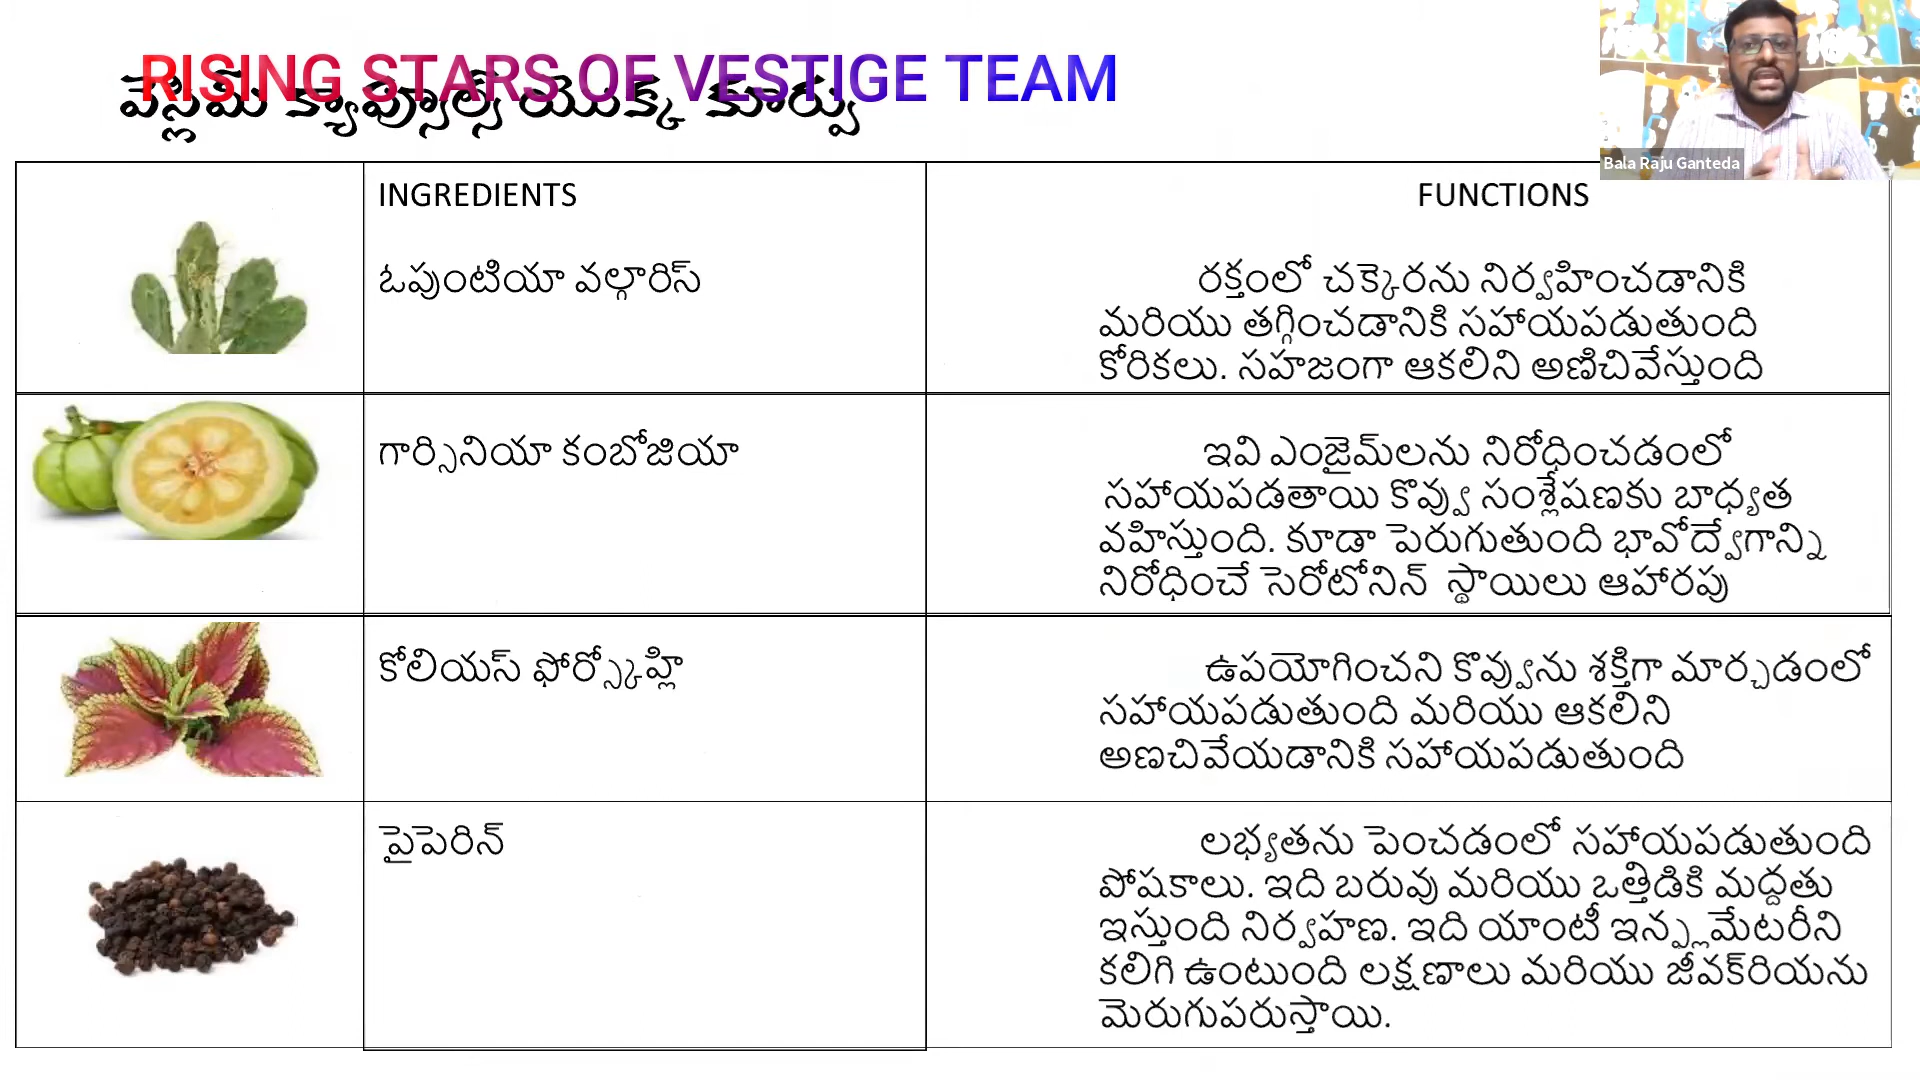 RISING STARS OF VESTIGE TEAM
క్యాప్సూల్స్ యొక్క కూర్పు
Bala Raju Ganteda
INGREDIENTS
FUNCTIONS
ఓపుంటియా వల్గారిస్
రక్తంలో చక్కెరను నిర్వహించడానికి
మరియు తగ్గించడానికి సహాయపడుతుంది
కోరికలు. సహజంగా ఆకలిని అణిచివేస్తుంది
గార్సినియా కంబోజియా
ఇవి ఎంజైమ్‌లను నిరోధించడంలో
సహాయపడతాయి కొవ్వు సంశ్లేషణకు బాధ్యత
వహిస్తుంది. కూడా పెరుగుతుంది భావోద్వేగాన్ని
నిరోధించే సెరోటోనిన్ స్థాయిలు ఆహారపు
కోలియస్ ఫోర్స్కోహ్లి
ఉపయోగించని కొవ్వును శక్తిగా మార్చడంలో
సహాయపడుతుంది మరియు ఆకలిని
అణచివేయడానికి సహాయపడుతుంది
పైపెరిన్
లభ్యతను పెంచడంలో సహాయపడుతుంది
పోషకాలు. ఇది బరువు మరియు ఒత్తిడికి మద్దతు
ఇస్తుంది నిర్వహణ. ఇది యాంటీ ఇన్ఫ్లమేటరీని
కలిగి ఉంటుంది లక్షణాలు మరియు జీవక్‌రియను
మెరుగుపరుస్తాయి.